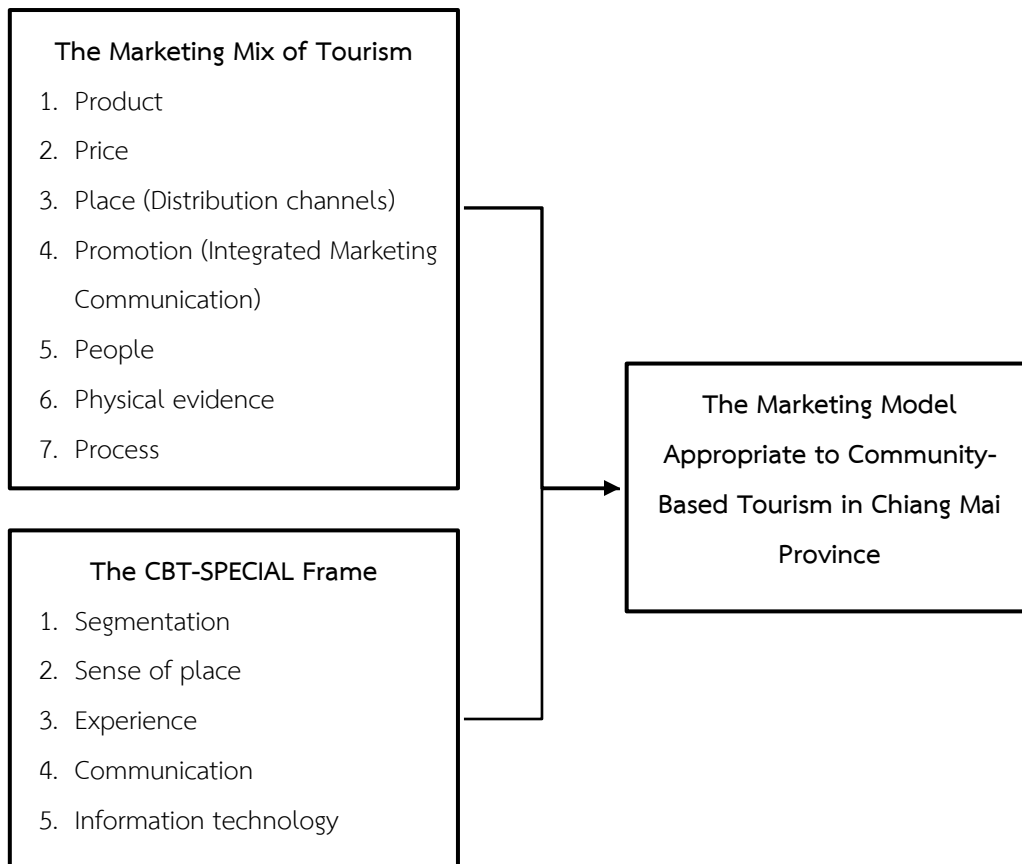 The Marketing Mix of Tourism
1. Product
2. Price
3. Place (Distribution channels)
4. Promotion (Integrated Marketing
Communication)
5. People
6. Physical evidence
7. Process
The CBT-SPECIAL Frame
1. Segmentation
2. Sense of place
3. Experience
4. Communication
5. Information technology
The Marketing Model
Appropriate to Community-
Based Tourism in Chiang Mai
Province